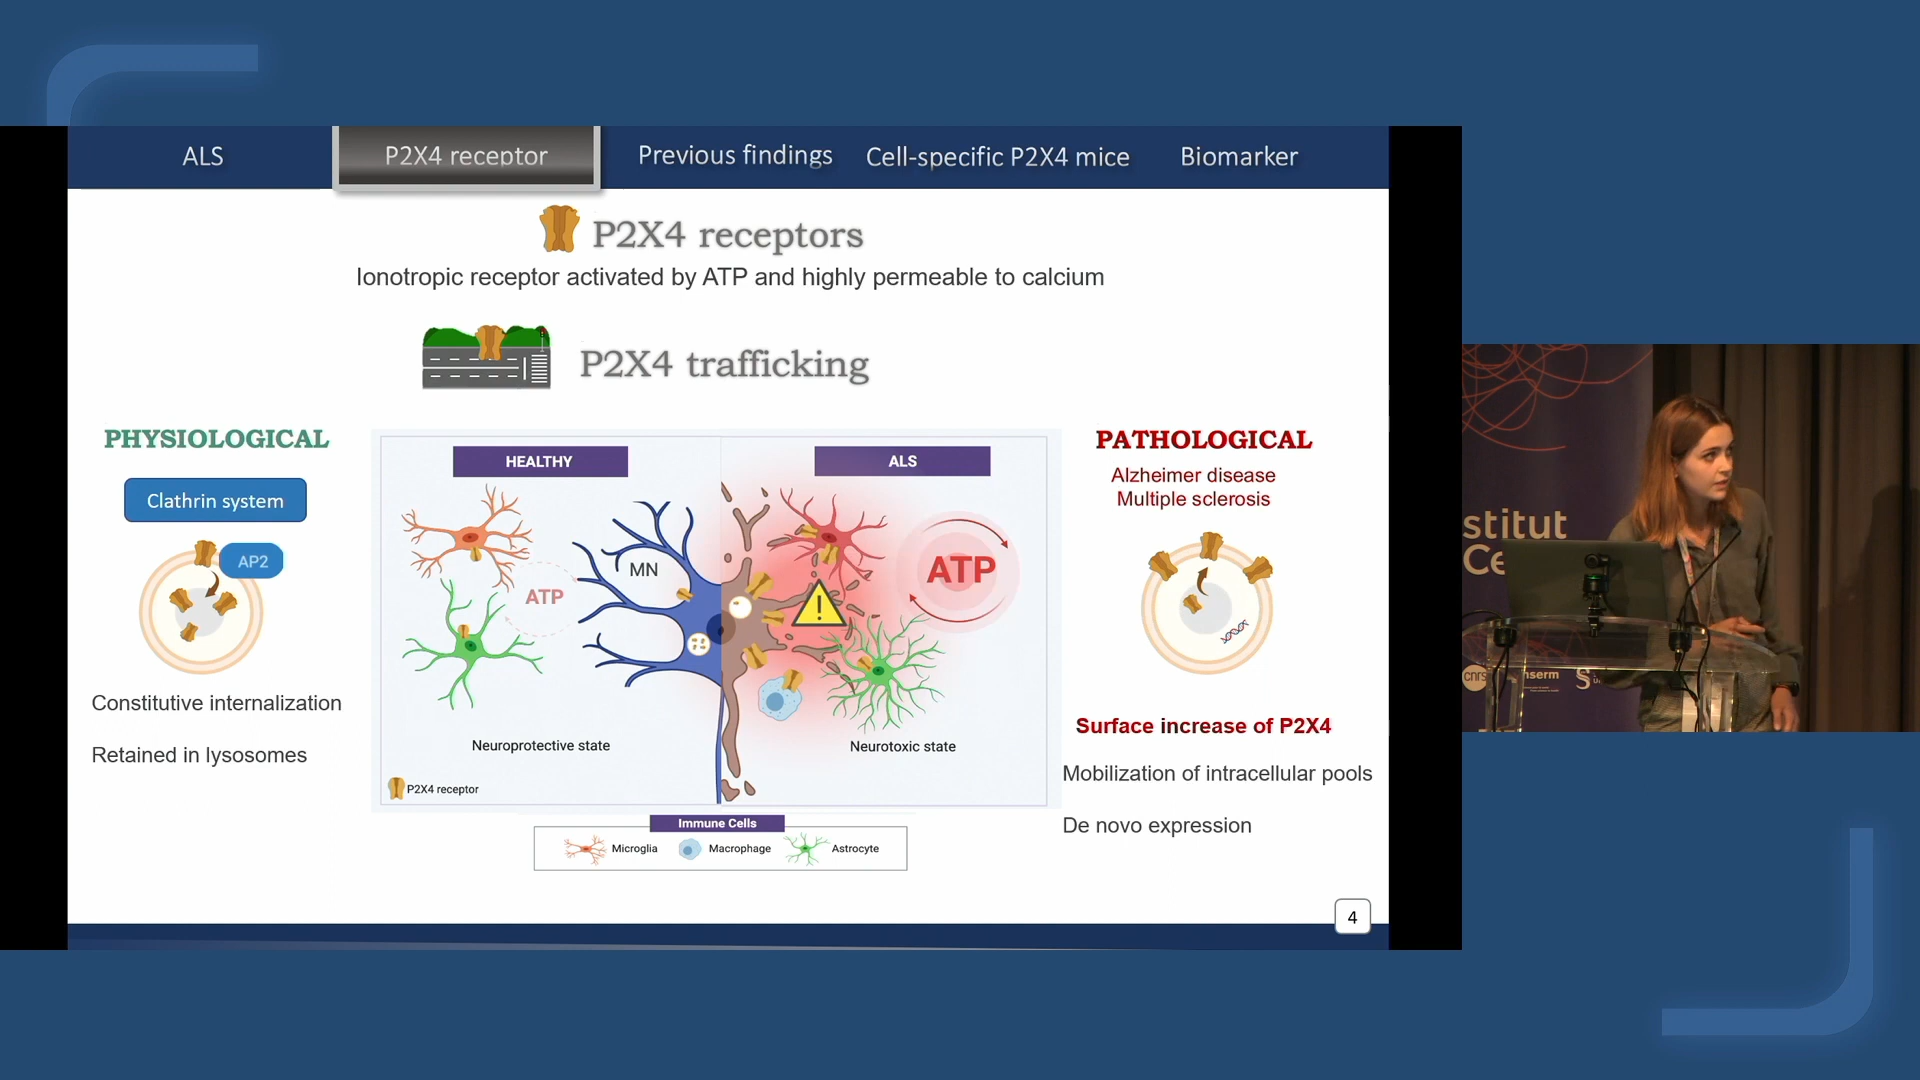 ALS
P2X4 receptor
Previous findings
Cell-specific P2X4 mice
Biomarker
P2X4 receptors
Ionotropic receptor activated by ATP and highly permeable to calcium
P2X4 trafficking
PHYSIOLOGICAL
Clathrin system
AP2
Constitutive internalization
Retained in lysosomes
HEALTHY
ALS
MN
ATP
ATP
!
Neuroprotective state
Neurotoxic state
P2X4 receptor
Immune Cells
Microglia
Macrophage
Astrocyte
PATHOLOGICAL
Alzheimer disease
Multiple sclerosis
Surface increase of P2X4
Mobilization of intracellular pools
De novo expression
4
stitut
Ce
cnrs
nserm